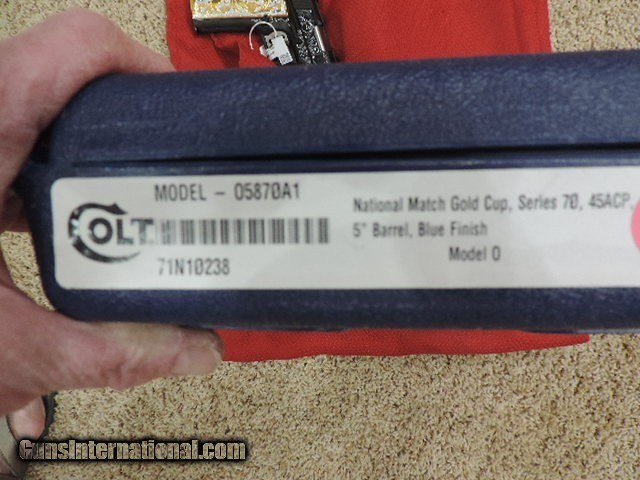 MODEL - 05870A1
COLT
71N10238
National Match Gold Cup, Series 70, 45ACP,
5" Barrel, Blue Finish
Model O
GunsInternational.com